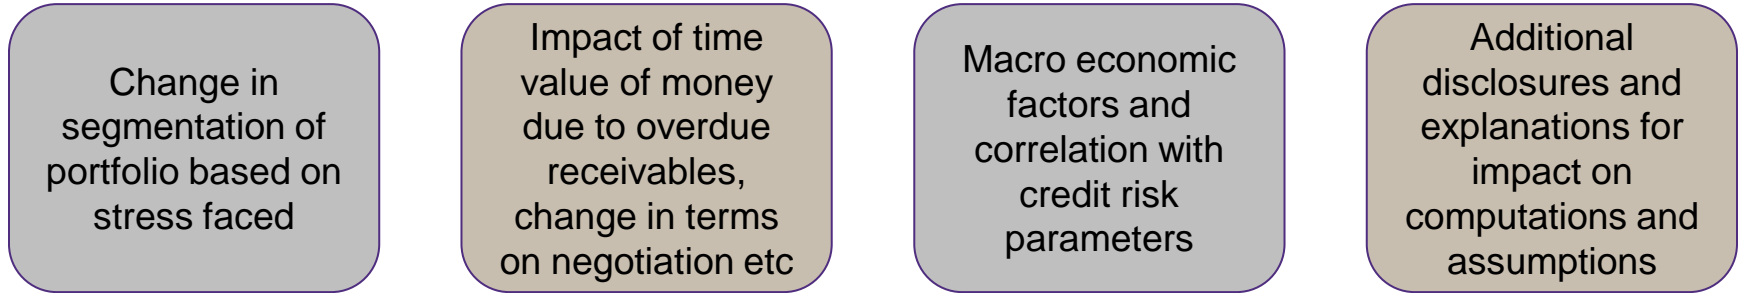 Change in
segmentation of
portfolio based on
stress faced
Impact of time
value of money
due to overdue
receivables,
change in terms
on negotiation etc
Macro economic
factors and
correlation with
credit risk
parameters
Additional
disclosures and
explanations for
impact on
computations and
assumptions